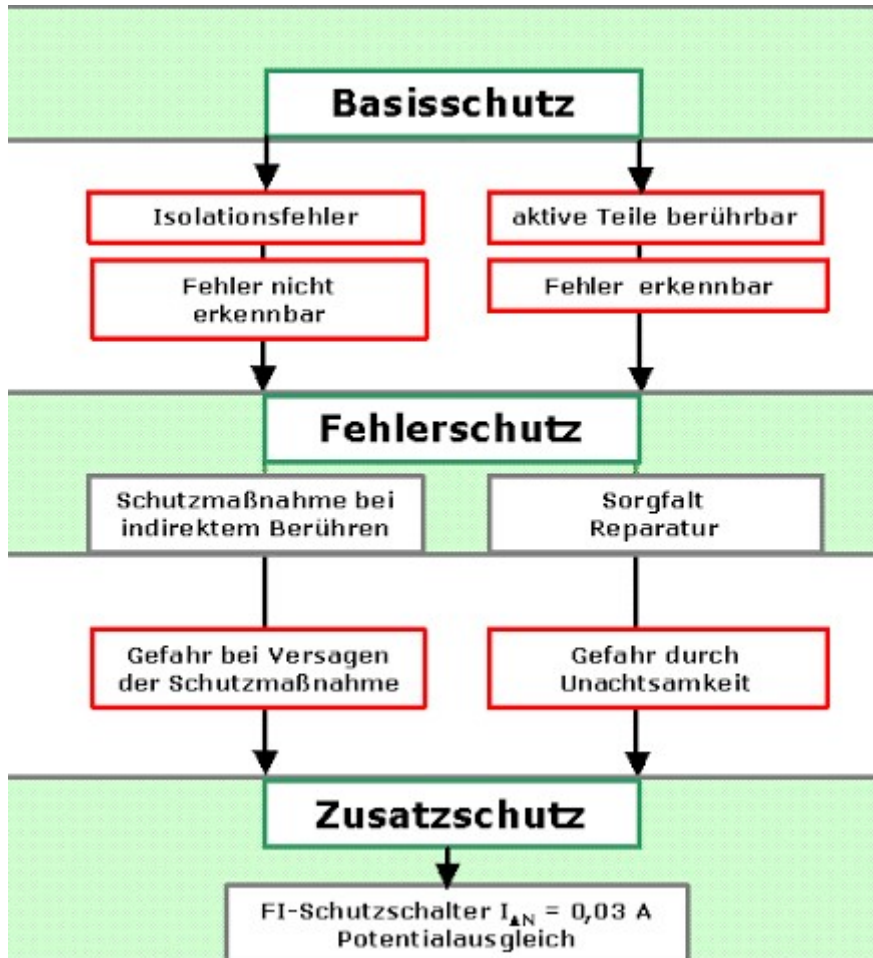 Basisschutz
Isolationsfehler
aktive Teile berührbar
Fehler nicht
erkennbar
Fehler erkennbar
Fehlerschutz
Schutzmaßnahme bei
indirektem Berühren
Sorgfalt
Reparatur
Gefahr bei Versagen
der Schutzmaßnahme
Gefahr durch
Unachtsamkeit
Zusatzschutz
FI-Schutzschalter I▲N = 0,03 A
Potentialausgleich